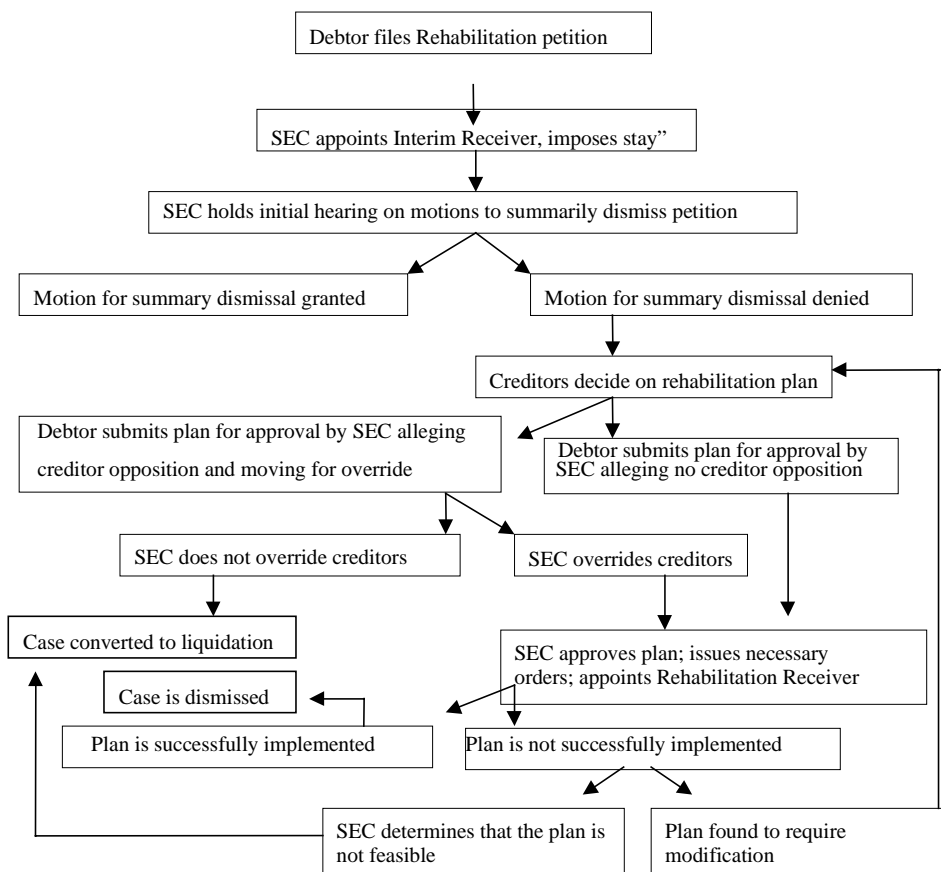 Debtor files Rehabilitation petition
SEC appoints Interim Receiver, imposes stay”
SEC holds initial hearing on motions to summarily dismiss petition
Motion for summary dismissal granted
Motion for summary dismissal denied
Creditors decide on rehabilitation plan
Debtor submits plan for approval by SEC alleging
creditor opposition and moving for override
Debtor submits plan for approval by
SEC alleging no creditor opposition
SEC does not override creditors
SEC overrides creditors
Case converted to liquidation
SEC approves plan; issues necessary
orders; appoints Rehabilitation Receiver
Case is dismissed
Plan is successfully implemented
Plan is not successfully implemented
SEC determines that the plan is
not feasible
Plan found to require
modification